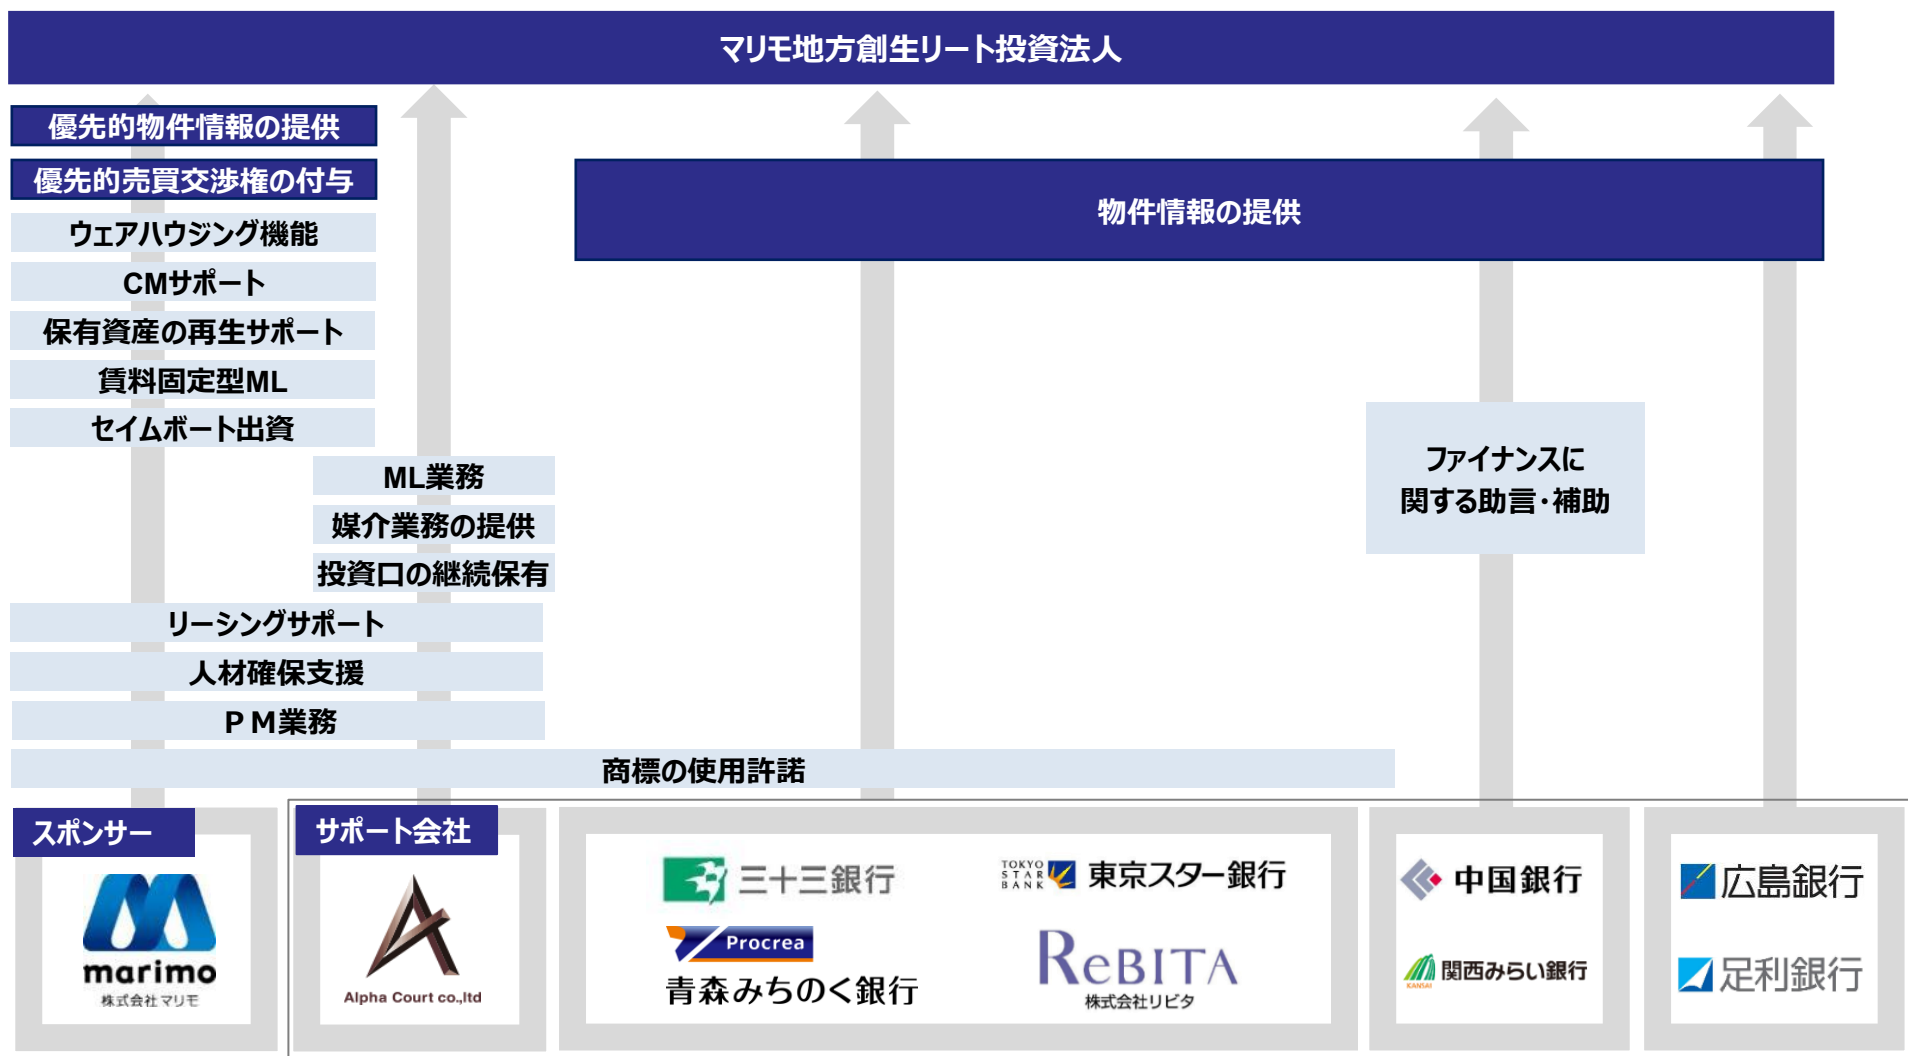 マリモ地方創生リート投資法人
優先的物件情報の提供
優先的売買交渉権の付与
ウェアハウジング機能
CMサポート
保有資産の再生サポート
賃料固定型ML
セイムボート出資
物件情報の提供
ML業務
媒介業務の提供
投資口の継続保有
ファイナンスに
関する助言・補助
リーシングサポート
人材確保支援
ＰＭ業務
商標の使用許諾
スポンサー
marimo
株式会社マリモ
サポート会社
Alpha Court co.,ltd
三十三銀行
TOKYO
STAR
BANK
東京スター銀行
Procrea
青森みちのく銀行
ReBITA
株式会社リビタ
中国銀行
KANSAI
関西みらい銀行
広島銀行
足利銀行